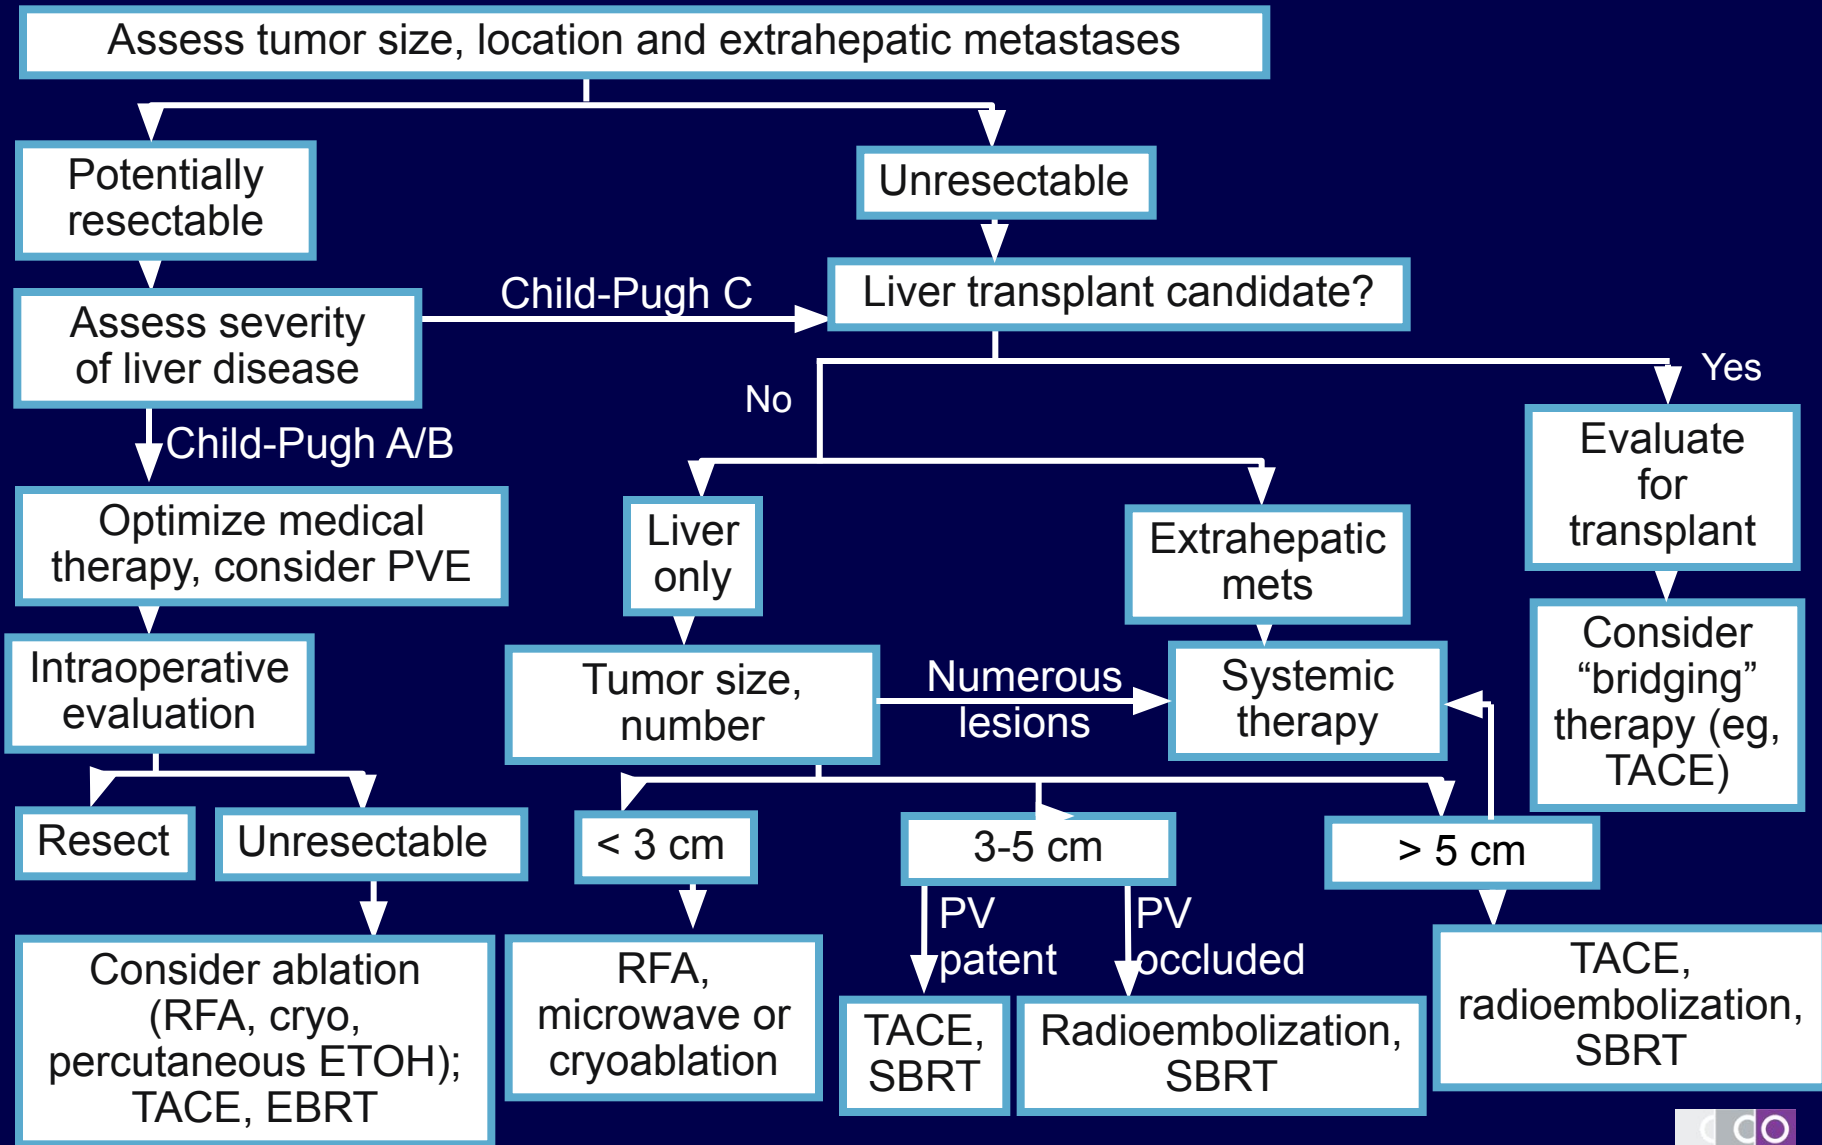 Assess tumor size, location and extrahepatic metastases
Potentially
resectable
Unresectable
Assess severity
of liver disease
Child-Pugh C
Liver transplant candidate?
No
Yes
Child-Pugh A/B
Optimize medical
therapy, consider PVE
Liver
only
Extrahepatic
mets
Evaluate
for
transplant
Intraoperative
evaluation
Tumor size,
number
Numerous
lesions
Systemic
therapy
Consider
“bridging”
therapy (eg,
TACE)
Resect
Unresectable
< 3 cm
3-5 cm
> 5 cm
PV
patent
PV
occluded
Consider ablation
(RFA, cryo,
percutaneous ETOH);
TACE, EBRT
RFA,
microwave or
cryoablation
TACE,
SBRT
Radioembolization,
SBRT
TACE,
radioembolization,
SBRT